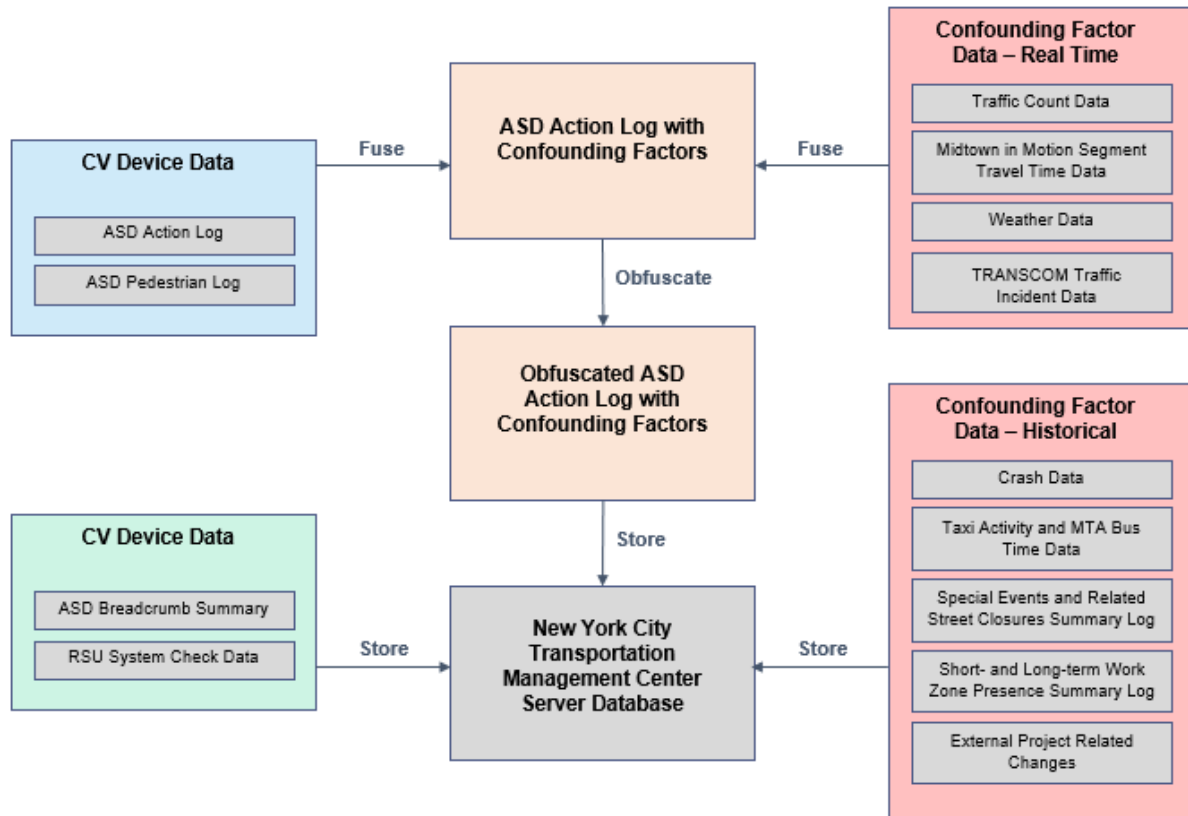 CV Device Data
ASD Action Log
ASD Pedestrian Log
Fuse
ASD Action Log with
Confounding Factors
Fuse
Confounding Factor
Data – Real Time
Traffic Count Data
Midtown in Motion Segment
Travel Time Data
Weather Data
TRANSCOM Traffic
Incident Data
Obfuscate
Obfuscated ASD
Action Log with
Confounding Factors
Store
CV Device Data
ASD Breadcrumb Summary
RSU System Check Data
Store
New York City
Transportation
Management Center
Server Database
Store
Confounding Factor
Data – Historical
Crash Data
Taxi Activity and MTA Bus
Time Data
Special Events and Related
Street Closures Summary Log
Short- and Long-term Work
Zone Presence Summary Log
External Project Related
Changes